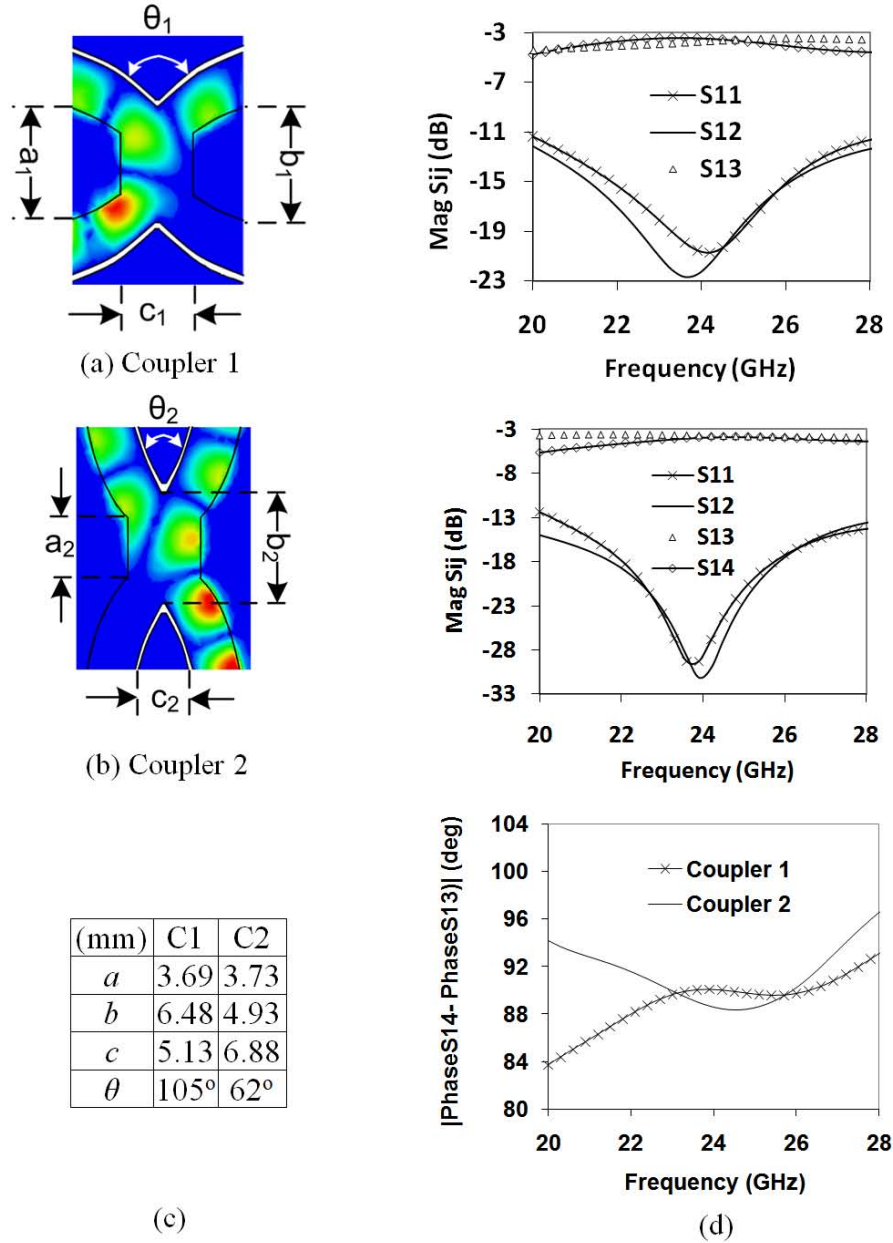 θ1
a1
b1
c1
(a) Coupler 1
-3
-7
-11
-15
-19
-23
Mag Sij (dB)
S11
S12
S13
20 22 24 26 28
Frequency (GHz)
θ2
a2
b2
c2
(b) Coupler 2
-3
-8
-13
-18
-23
-28
-33
Mag Sij (dB)
S11
S12
S13
S14
20 22 24 26 28
Frequency (GHz)
(mm) C1 C2
a 3.69 3.73
b 6.48 4.93
c 5.13 6.88
θ 105º 62º
(c)
104
100
96
92
88
84
80
|PhaseS14- PhaseS13)| (deg)
Coupler 1
Coupler 2
20 22 24 26 28
Frequency (GHz)
(d)